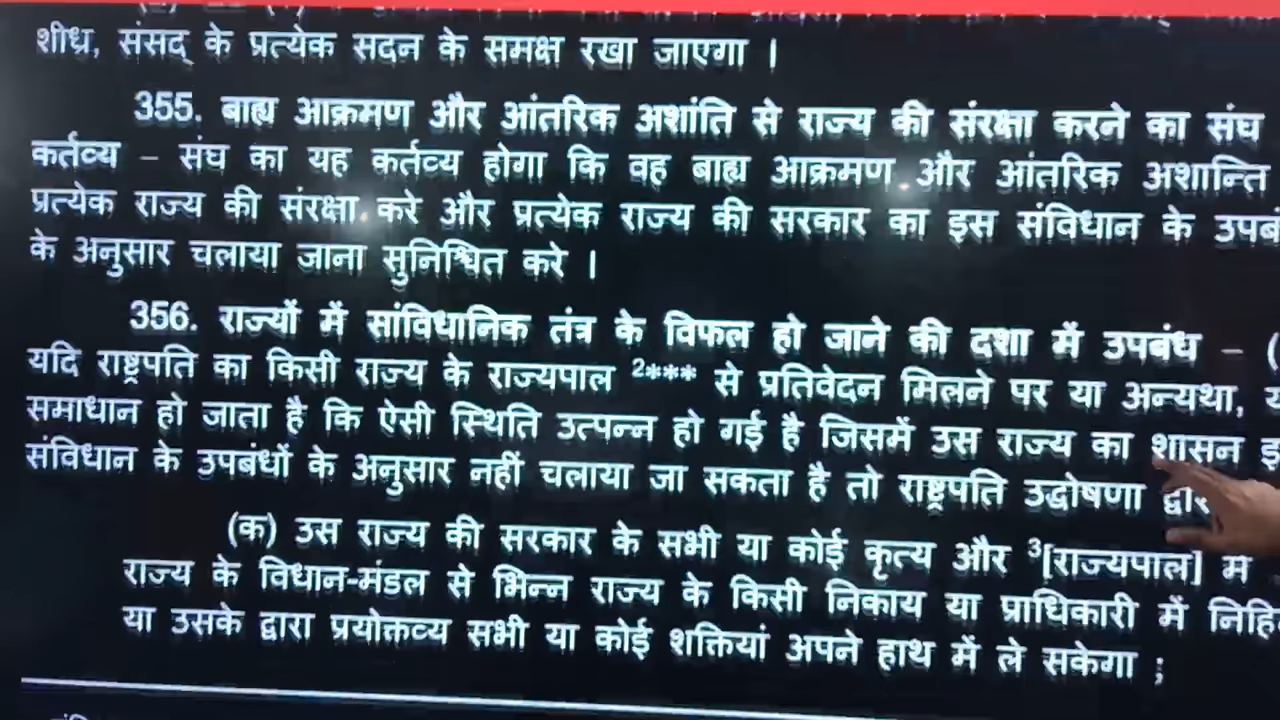 शीघ्र, संसद् के प्रत्येक सदन के समक्ष रखा जाएगा ।
355. बाह्य आक्रमण और आंतरिक अशांति से राज्य की संरक्षा करने का संघ
कर्तव्य – संघ का यह कर्तव्य होगा कि वह बाह्य आक्रमण और आंतरिक अशान्ति
प्रत्येक राज्य की संरक्षा करे और प्रत्येक राज्य की सरकार का इस संविधान के
के अनुसार चलाया जाना सुनिश्चित करे ।
356. राज्यों में सांविधानिक तंत्र के विफल हो जाने की दशा में उपबंध – (
यदि राष्ट्रपति का किसी राज्य के राज्यपाल 2*** से प्रतिवेदन मिलने पर या अन्यथा,
समाधान हो जाता है कि ऐसी स्थिति उत्पन्न हो गई है जिसमें उस राज्य का शासन
संविधान के उपबंधों के अनुसार नहीं चलाया जा सकता है तो राष्ट्रपति उद्घोषणा
(क) उस राज्य की सरकार के सभी या कोई कृत्य और 3[राज्यपाल]
राज्य के विधान-मंडल से भिन्न राज्य के किसी निकाय या प्राधिकारी में
या उसके द्वारा प्रयोक्तव्य सभी या कोई शक्तियां अपने हाथ में ले सकेगा ;